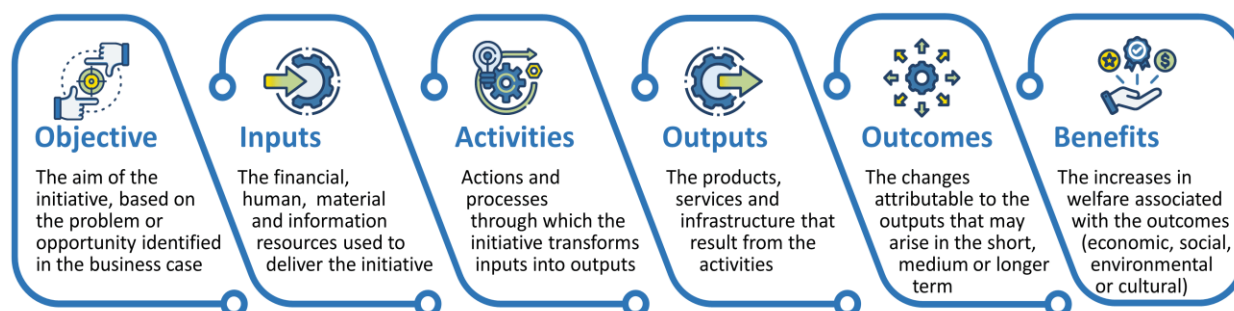 Objective
The aim of the
initiative, based on
the problem or
opportunity identified
in the business case
Inputs
The financial,
human, material
and information
resources used to
deliver the initiative
Activities
Actions and
processes
through which the
initiative transforms
inputs into outputs
Outputs
The products,
services and
infrastructure that
result from the
activities
Outcomes
The changes
attributable to the
outputs that may
arise in the short,
medium or longer
term
Benefits
The increases in
welfare associated
with the outcomes
(economic, social,
environmental
or cultural)